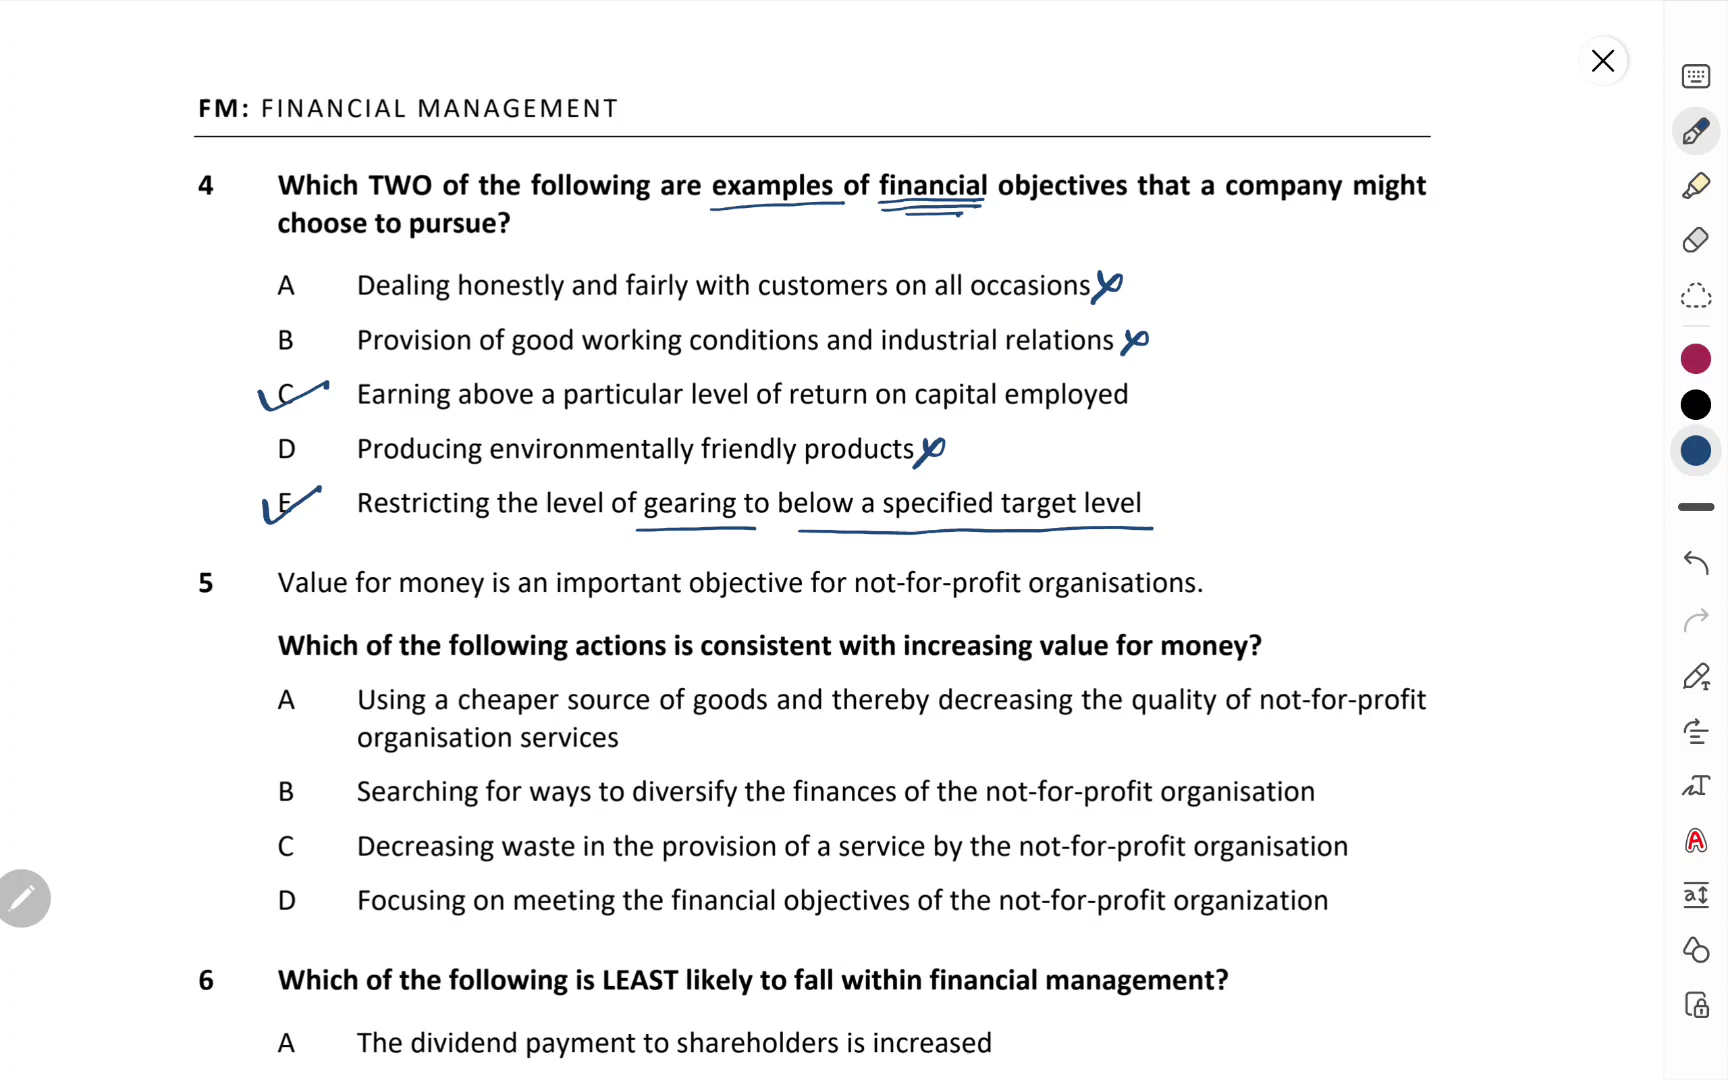 FM: FINANCIAL MANAGEMENT
4 Which TWO of the following are examples of financial objectives that a company might
choose to pursue?
A Dealing honestly and fairly with customers on all occasions
B Provision of good working conditions and industrial relations
C Earning above a particular level of return on capital employed
D Producing environmentally friendly products
E Restricting the level of gearing to below a specified target level
5 Value for money is an important objective for not-for-profit organisations.
Which of the following actions is consistent with increasing value for money?
A Using a cheaper source of goods and thereby decreasing the quality of not-for-profit
organisation services
B Searching for ways to diversify the finances of the not-for-profit organisation
C Decreasing waste in the provision of a service by the not-for-profit organisation
D Focusing on meeting the financial objectives of the not-for-profit organization
6 Which of the following is LEAST likely to fall within financial management?
A The dividend payment to shareholders is increased